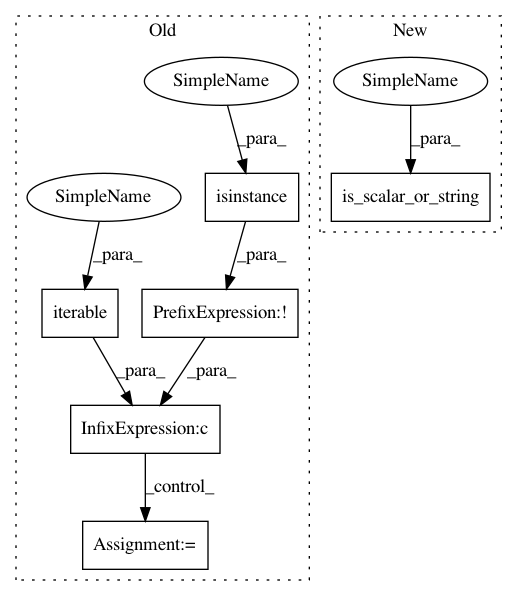 Old
New
SimpleName
SimpleName
_para_
_para_
SimpleName
isinstance
is_scalar_or_string
_para_
_para_
iterable
PrefixExpression:!
_para_
_para_
InfixExpression:c
_control_
Assignment:=